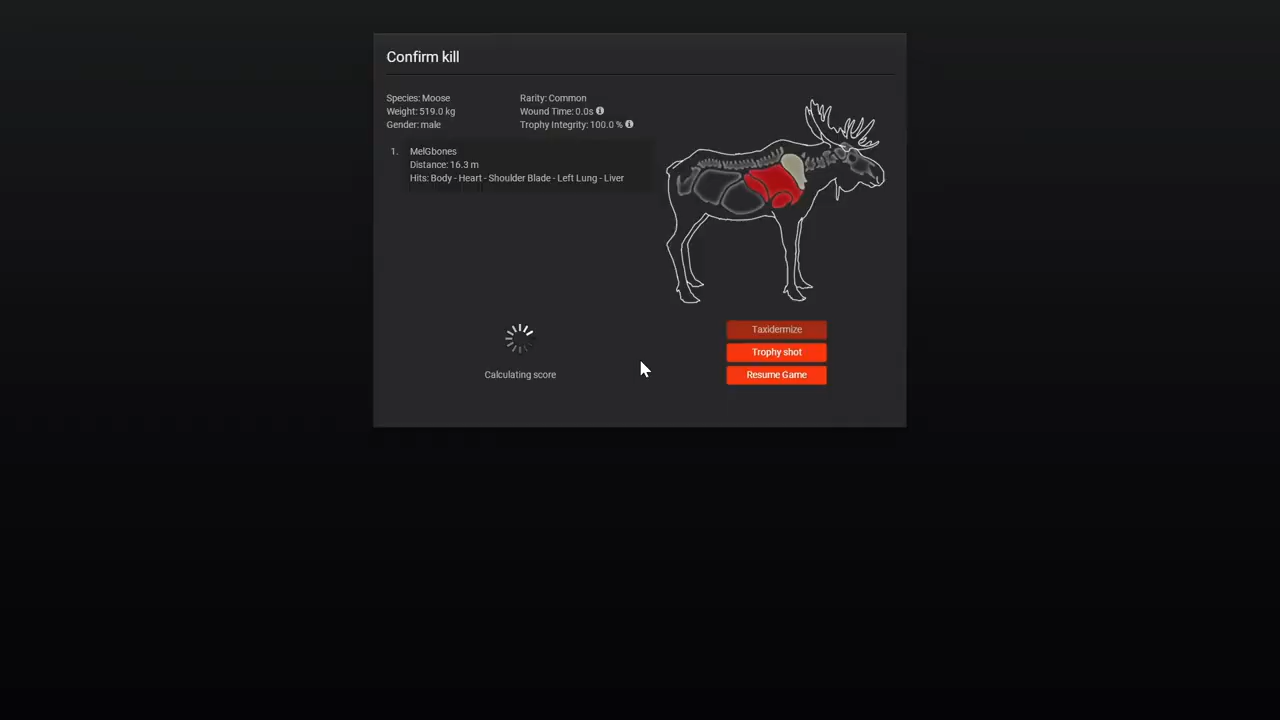 Confirm kill
Species: Moose
Rarity: Common
Weight: 519.0 kg
Wound Time: 0.0s
Gender: male
Trophy Integrity: 100.0 %
1. MelGbones
Distance: 16.3 m
Hits: Body - Heart - Shoulder Blade - Left Lung - Liver
Taxidermize
Trophy shot
Calculating score
Resume Game